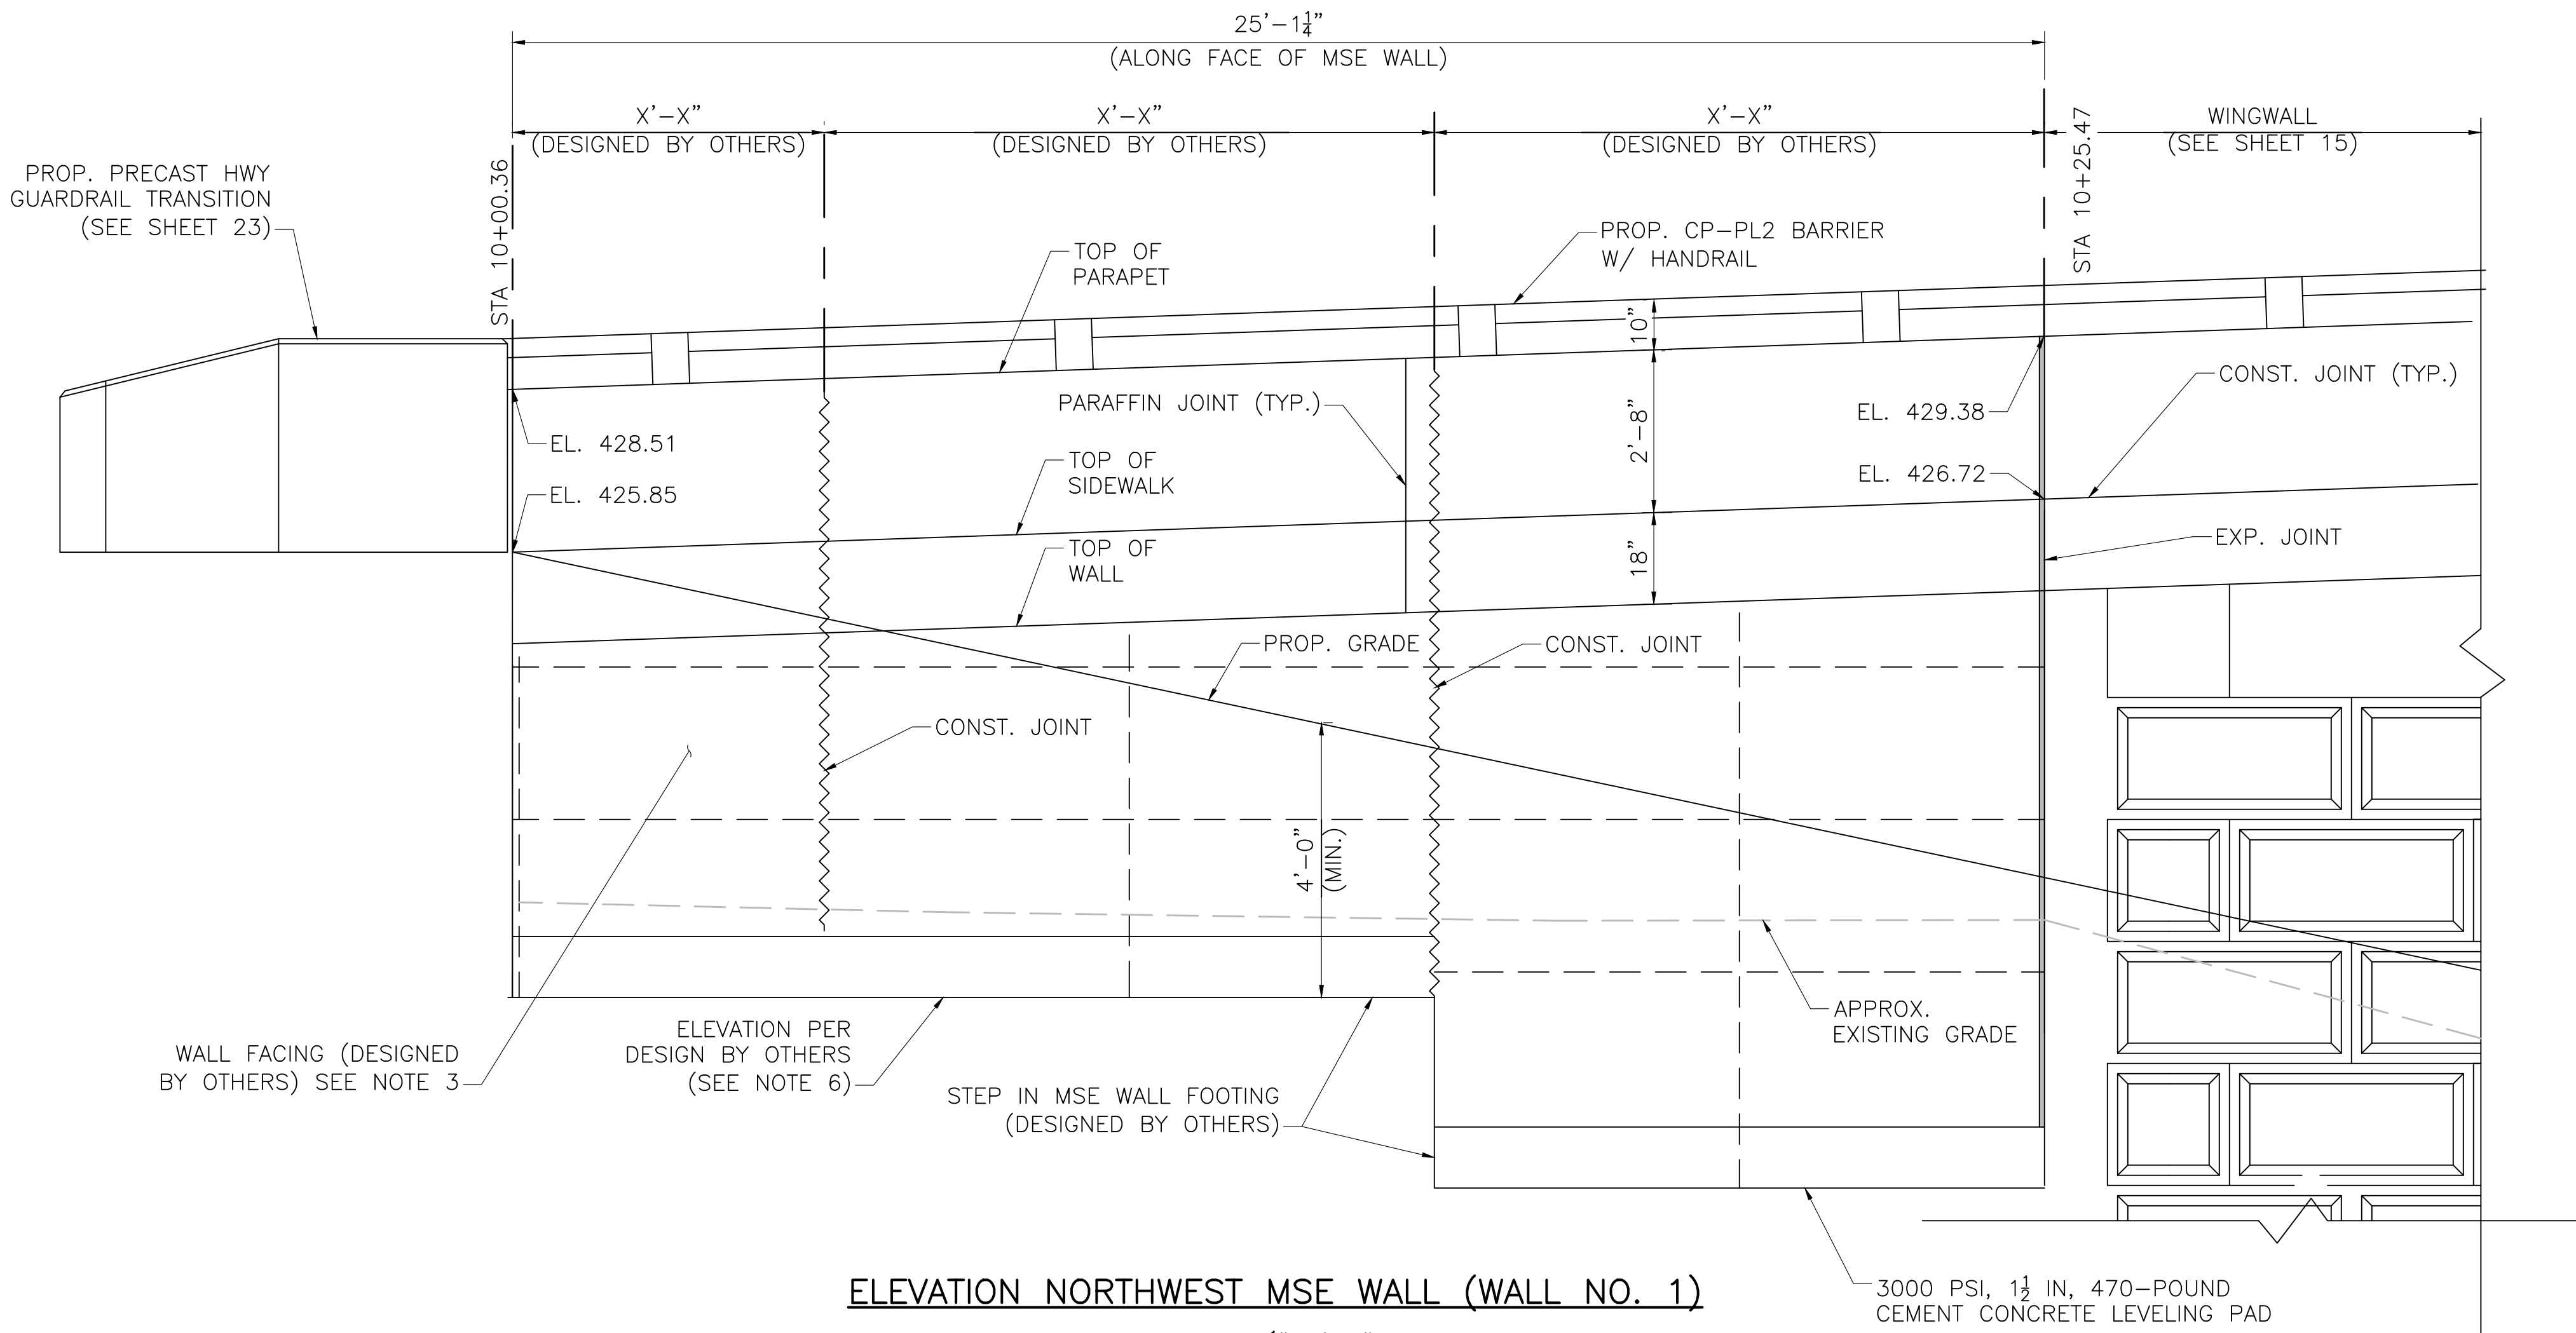 25'-1 1/4"
(ALONG FACE OF MSE WALL)
X'-X"
(DESIGNED BY OTHERS)
X'-X"
(DESIGNED BY OTHERS)
X'-X"
(DESIGNED BY OTHERS)
WINGWALL
(SEE SHEET 15)
STA 10+00.36
STA 10+25.47
PROP. PRECAST HWY
GUARDRAIL TRANSITION
(SEE SHEET 23)
TOP OF
PARAPET
PROP. CP-PL2 BARRIER
W/ HANDRAIL
10"
PARAFFIN JOINT (TYP.)
2'-8"
EL. 429.38
CONST. JOINT (TYP.)
EL. 428.51
EL. 425.85
TOP OF
SIDEWALK
EL. 426.72
TOP OF
WALL
18"
EXP. JOINT
PROP. GRADE
CONST. JOINT
CONST. JOINT
4'-0"
(MIN.)
APPROX.
EXISTING GRADE
WALL FACING (DESIGNED
BY OTHERS) SEE NOTE 3
ELEVATION PER
DESIGN BY OTHERS
(SEE NOTE 6)
STEP IN MSE WALL FOOTING
(DESIGNED BY OTHERS)
3000 PSI, 1 1/2 IN, 470-POUND
CEMENT CONCRETE LEVELING PAD
ELEVATION NORTHWEST MSE WALL (WALL NO. 1)